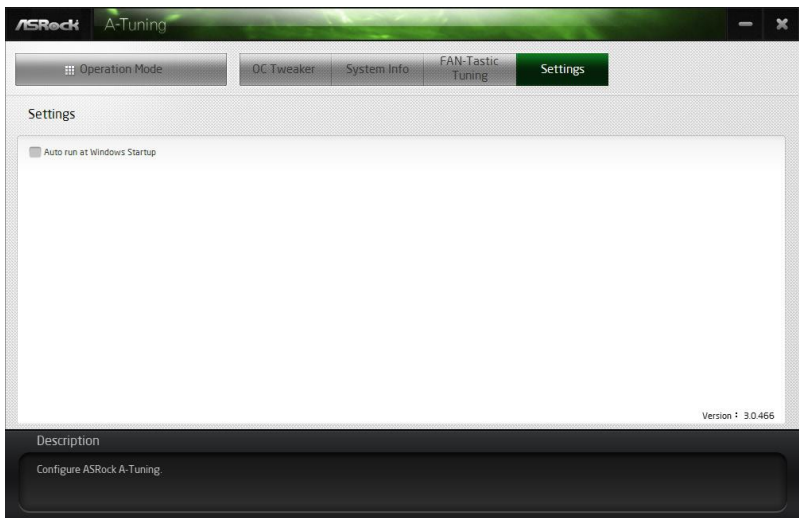 ASRock A-Tuning
Operation Mode OC Tweaker System Info FAN-Tastic Tuning Settings
Settings
Auto run at Windows Startup
Version : 3.0.466
Description
Configure ASRock A-Tuning.